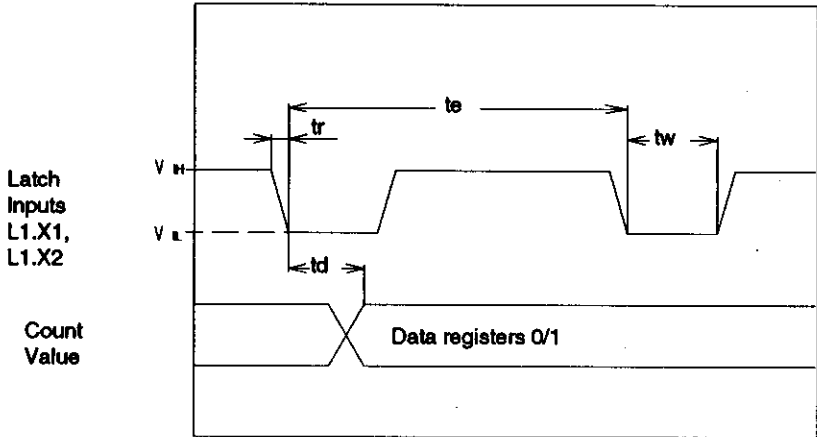 te
tr
tw
V IH
Latch
Inputs
L1.X1,
L1.X2
V IL
td
Count
Value
Data registers 0/1